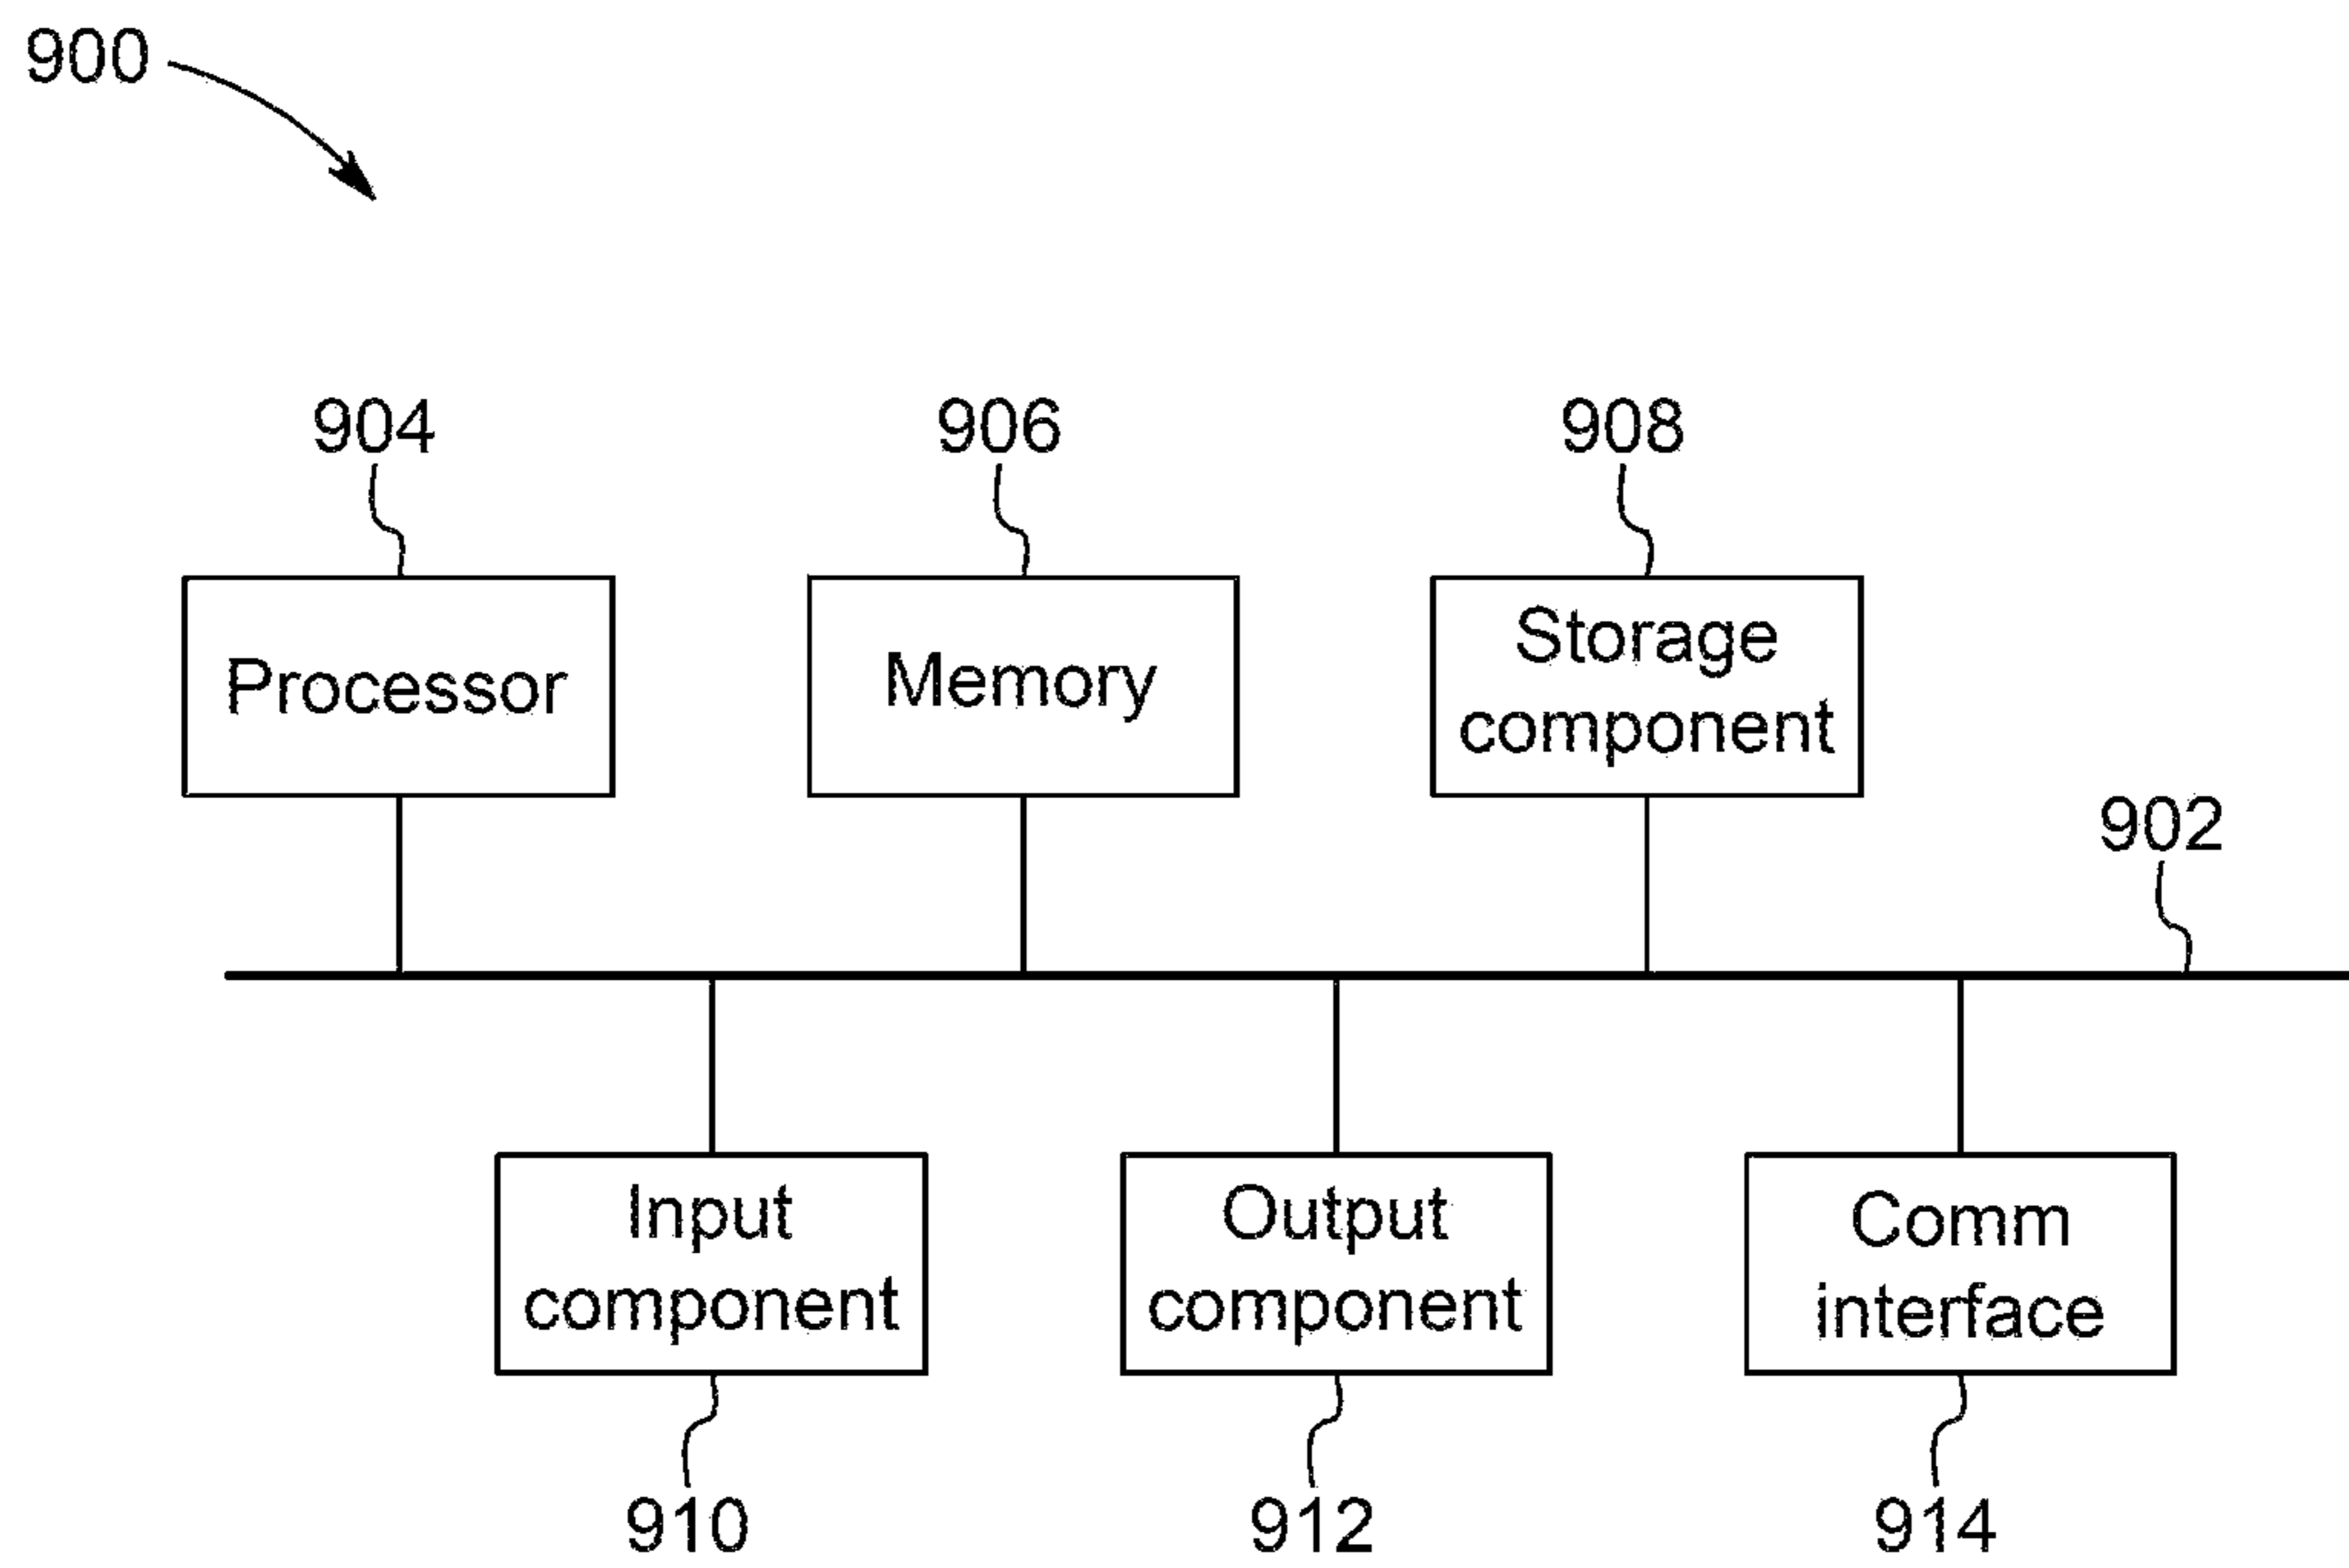 900
904
906
908
Processor
Memory
Storage
component
902
Input
component
Output
component
Comm
interface
910
912
914